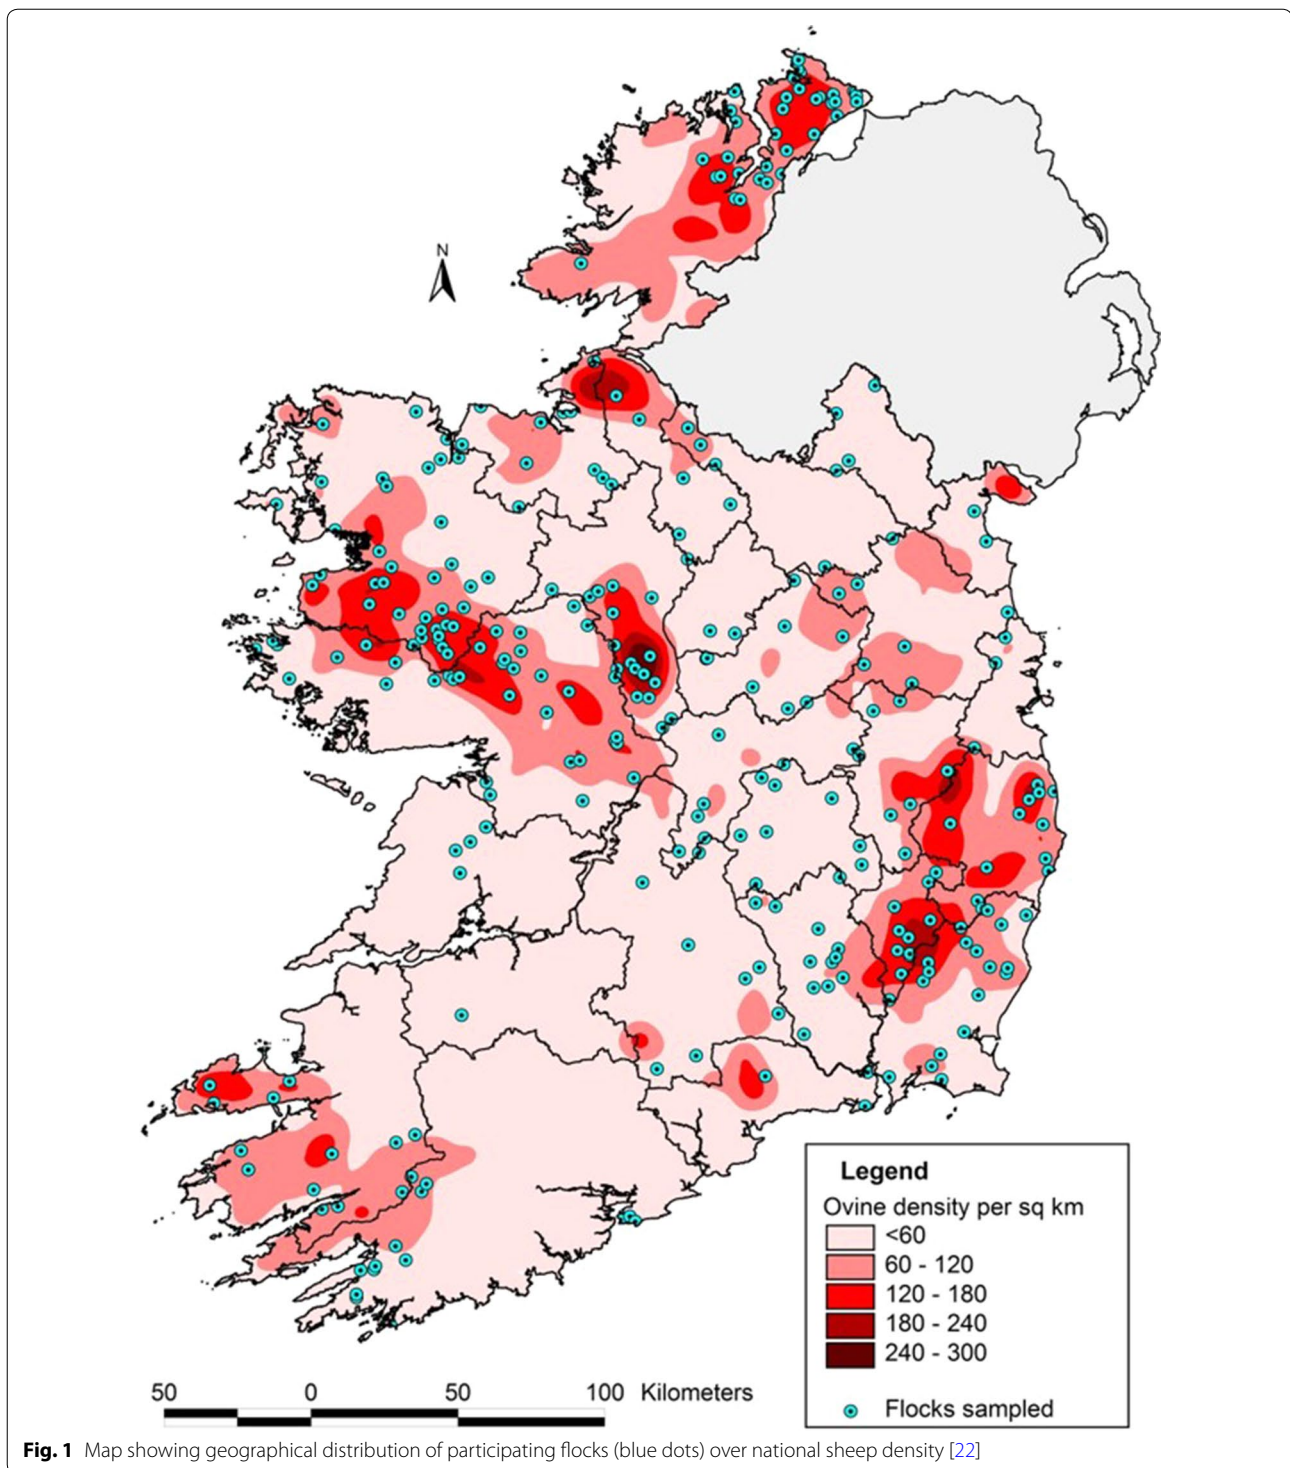 N
Legend
Ovine density per sq km
<60
60 - 120
120 - 180
180 - 240
240 - 300
Flocks sampled
50 0 50 100 Kilometers
Fig. 1 Map showing geographical distribution of participating flocks (blue dots) over national sheep density [22]